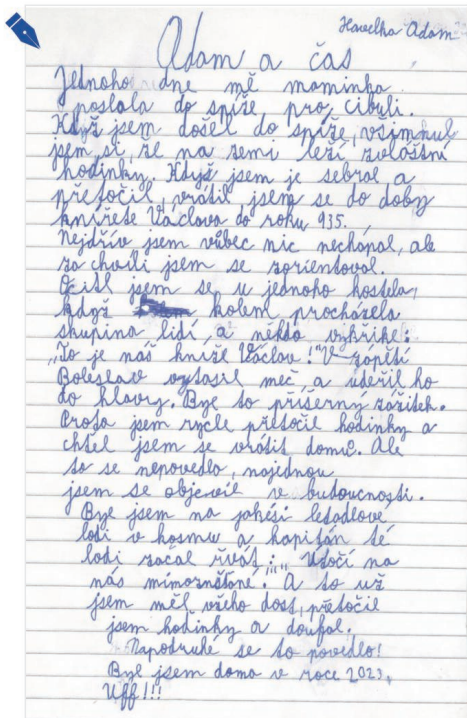 Havelka Adam
Adam a čas
Jednoho dne mě maminka
poslala do spíže pro cibuli.
Když jsem došel do spíže, všimnul
jsem si, že na zemi leží zvláštní
hodinky. Když jsem je sebral a
přetočil, vrátil jsem se do doby
knížete Václava do roku 935.
Nejdřív jsem vůbec nic nechápal, ale
za chvíli jsem se zorientoval.
Ocitl jsem se u jednoho kostela,
když kolem procházela
skupina lidí, a někdo vykřikl:
„To je náš kníže Václav!" V zápětí
Boleslav vytasil meč a udeřil ho
do hlavy. Byl to příšerný zážitek.
Proto jsem rycle přetočil hodinky a
chtěl jsem se vrátit domů. Ale
to se nepovedlo, najednou
jsem se objevil v budoucnosti.
Byl jsem na jakési letadlové
lodi v kosmu a kapitán té
lodi začal řvát: „Útočí na
nás mimozmštané." A to už
jsem měl všeho dost, přetočil
jsem hodinky a doufal.
Napodruhé se to povedlo!
Byl jsem doma v roce 2023.
Uff!!!